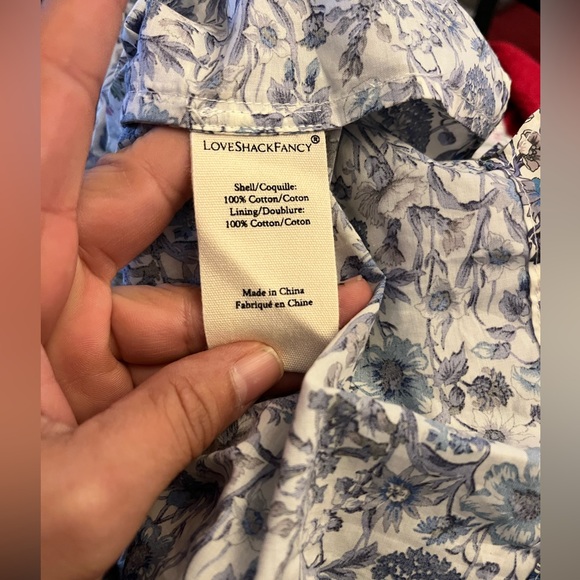 LOVESHACKFANCY®
Shell/Coquille:
100% Cotton/Coton
Lining/Doublure:
100% Cotton/Coton
Made in China
Fabriqué en Chine